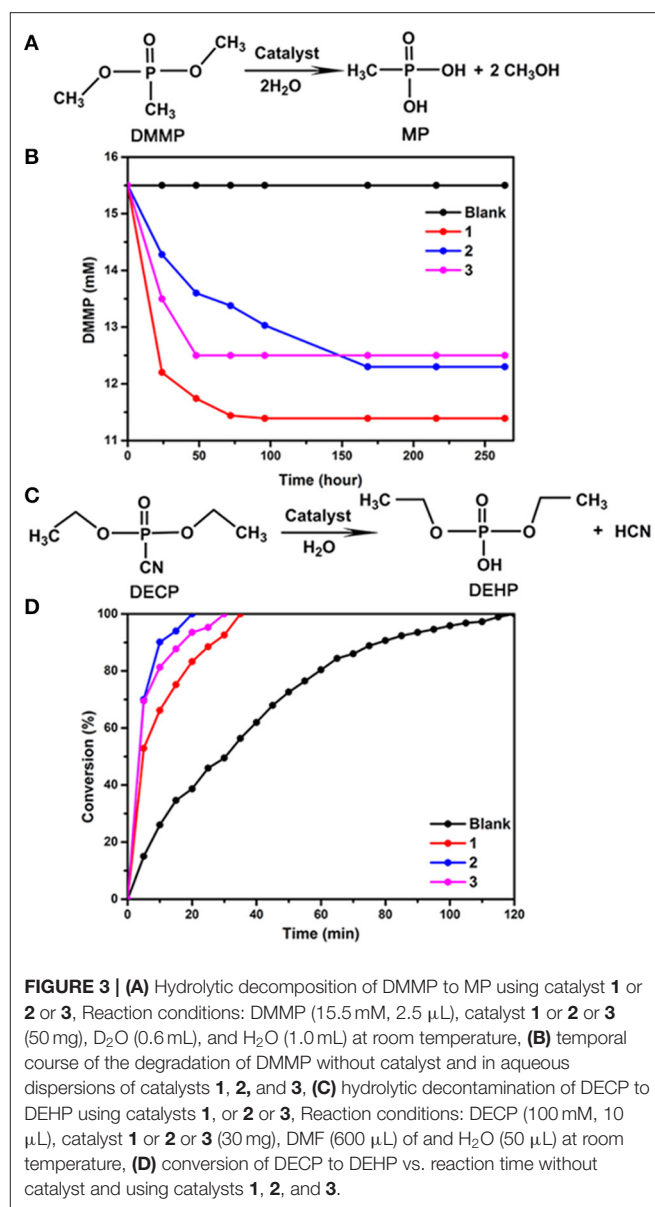 A
O
CH₃
O
P
O
CH₃
CH₃
DMMP
Catalyst
2H₂O
O
H₃C
P
OH
OH
+ 2 CH₃OH
MP
B
16
15
14
13
12
11
DMMP (mM)
Blank
1
2
3
0
50
100
150
200
250
Time (hour)
C
H₃C
O
O
P
O
CH₃
CN
DECP
Catalyst
H₂O
H₃C
O
O
P
O
CH₃
OH
DEHP
+ HCN
D
100
80
60
40
20
0
Conversion (%)
Blank
1
2
3
0
20
40
60
80
100
120
Time (min)
FIGURE 3 | (A) Hydrolytic decomposition of DMMP to MP using catalyst 1 or
2 or 3, Reaction conditions: DMMP (15.5 mM, 2.5 μL), catalyst 1 or 2 or 3
(50 mg), D₂O (0.6 mL), and H₂O (1.0 mL) at room temperature, (B) temporal
course of the degradation of DMMP without catalyst and in aqueous
dispersions of catalysts 1, 2, and 3, (C) hydrolytic decontamination of DECP to
DEHP using catalysts 1, or 2 or 3, Reaction conditions: DECP (100 mM, 10
μL), catalyst 1 or 2 or 3 (30 mg), DMF (600 μL) of and H₂O (50 μL) at room
temperature, (D) conversion of DECP to DEHP vs. reaction time without
catalyst and using catalysts 1, 2, and 3.